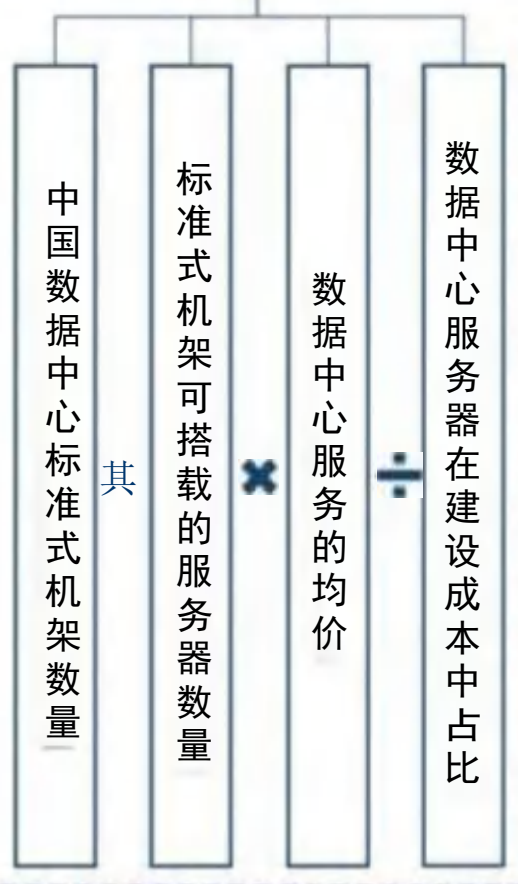 中国数据中心标准式机架数量
其
标准式机架可搭载的服务器数量
×
数据中心服务的均价
÷
数据中心服务器在建设成本中占比